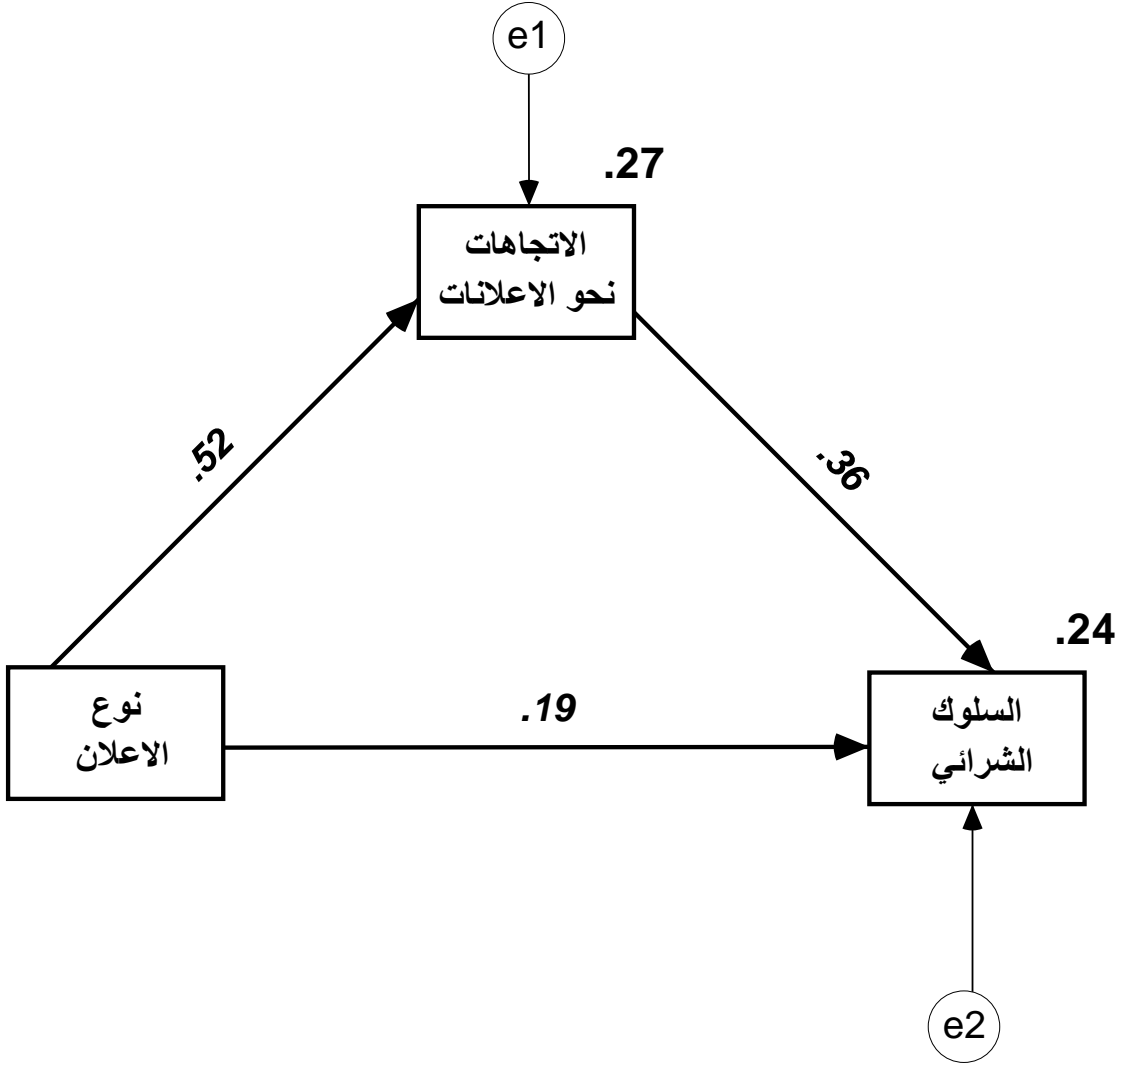 e1
.27
الاتجاهات
نحو الاعلانات
.52
.36
.24
نوع
الاعلان
.19
السلوك
الشرائي
e2